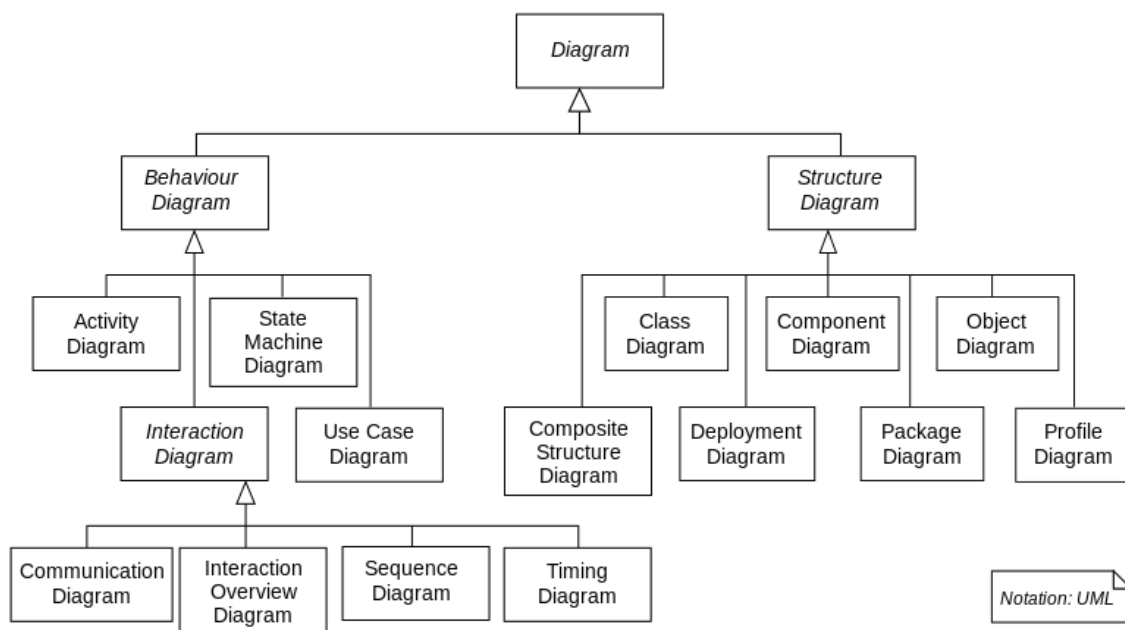 Diagram
Behaviour
Diagram
Structure
Diagram
Activity
Diagram
State
Machine
Diagram
Class
Diagram
Component
Diagram
Object
Diagram
Interaction
Diagram
Use Case
Diagram
Composite
Structure
Diagram
Deployment
Diagram
Package
Diagram
Profile
Diagram
Communication
Diagram
Interaction
Overview
Diagram
Sequence
Diagram
Timing
Diagram
Notation: UML